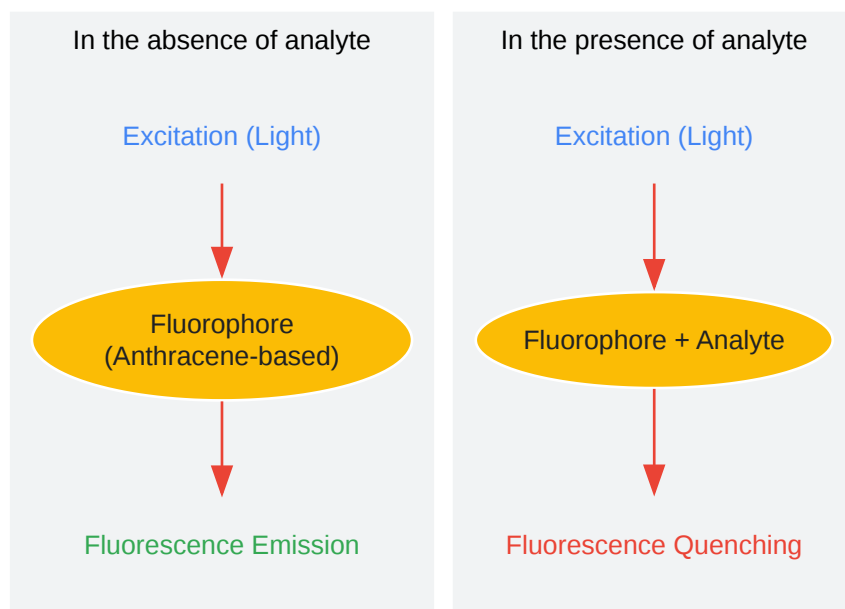 In the absence of analyte
Excitation (Light)
Fluorophore
(Anthracene-based)
Fluorescence Emission
In the presence of analyte
Excitation (Light)
Fluorophore + Analyte
Fluorescence Quenching